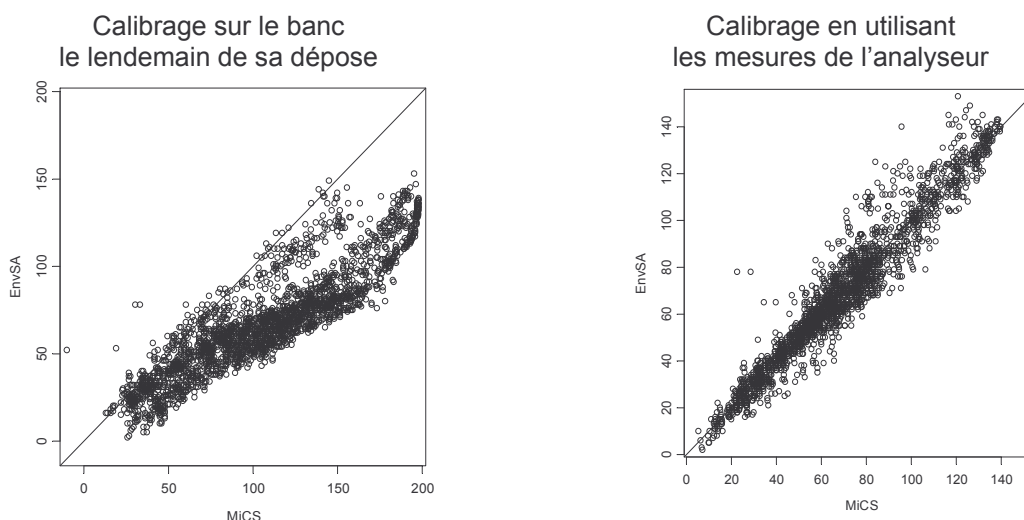 Calibrage sur le banc
le lendemain de sa dépose
200
150
100
50
0
EnvSA
0 50 100 150 200
MiCS
Calibrage en utilisant
les mesures de l'analyseur
140
120
100
80
60
40
20
0
EnvSA
0 20 40 60 80 100 120 140
MiCS